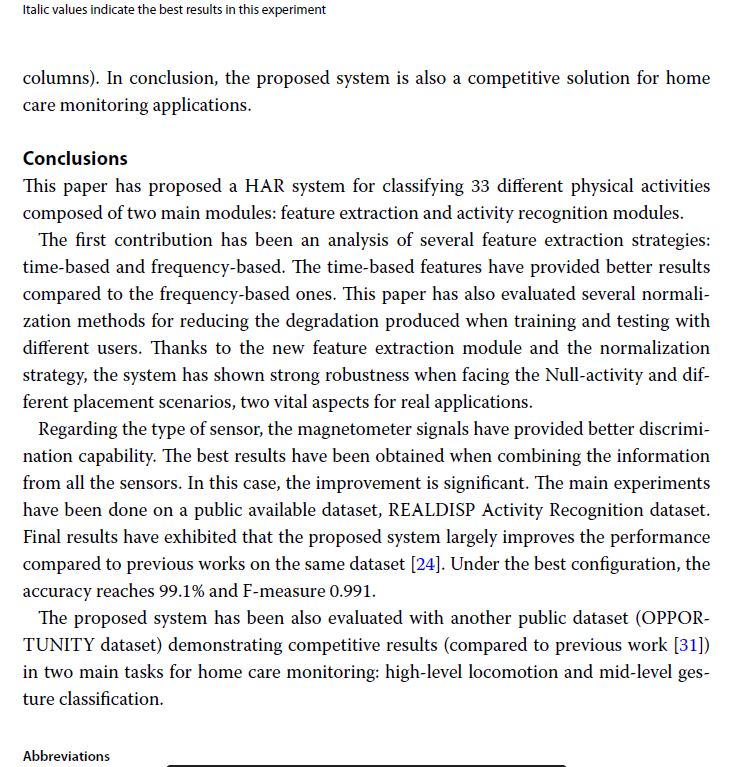 Italic values indicate the best results in this experiment
columns). In conclusion, the proposed system is also a competitive solution for home
care monitoring applications.
Conclusions
This paper has proposed a HAR system for classifying 33 different physical activities
composed of two main modules: feature extraction and activity recognition modules.
The first contribution has been an analysis of several feature extraction strategies:
time-based and frequency-based. The time-based features have provided better results
compared to the frequency-based ones. This paper has also evaluated several normali-
zation methods for reducing the degradation produced when training and testing with
different users. Thanks to the new feature extraction module and the normalization
strategy, the system has shown strong robustness when facing the Null-activity and dif-
ferent placement scenarios, two vital aspects for real applications.
Regarding the type of sensor, the magnetometer signals have provided better discrimi-
nation capability. The best results have been obtained when combining the information
from all the sensors. In this case, the improvement is significant. The main experiments
have been done on a public available dataset, REALDISP Activity Recognition dataset.
Final results have exhibited that the proposed system largely improves the performance
compared to previous works on the same dataset [24]. Under the best configuration, the
accuracy reaches 99.1% and F-measure 0.991.
The proposed system has been also evaluated with another public dataset (OPPOR-
TUNITY dataset) demonstrating competitive results (compared to previous work [31])
in two main tasks for home care monitoring: high-level locomotion and mid-level ges-
ture classification.
Abbreviations